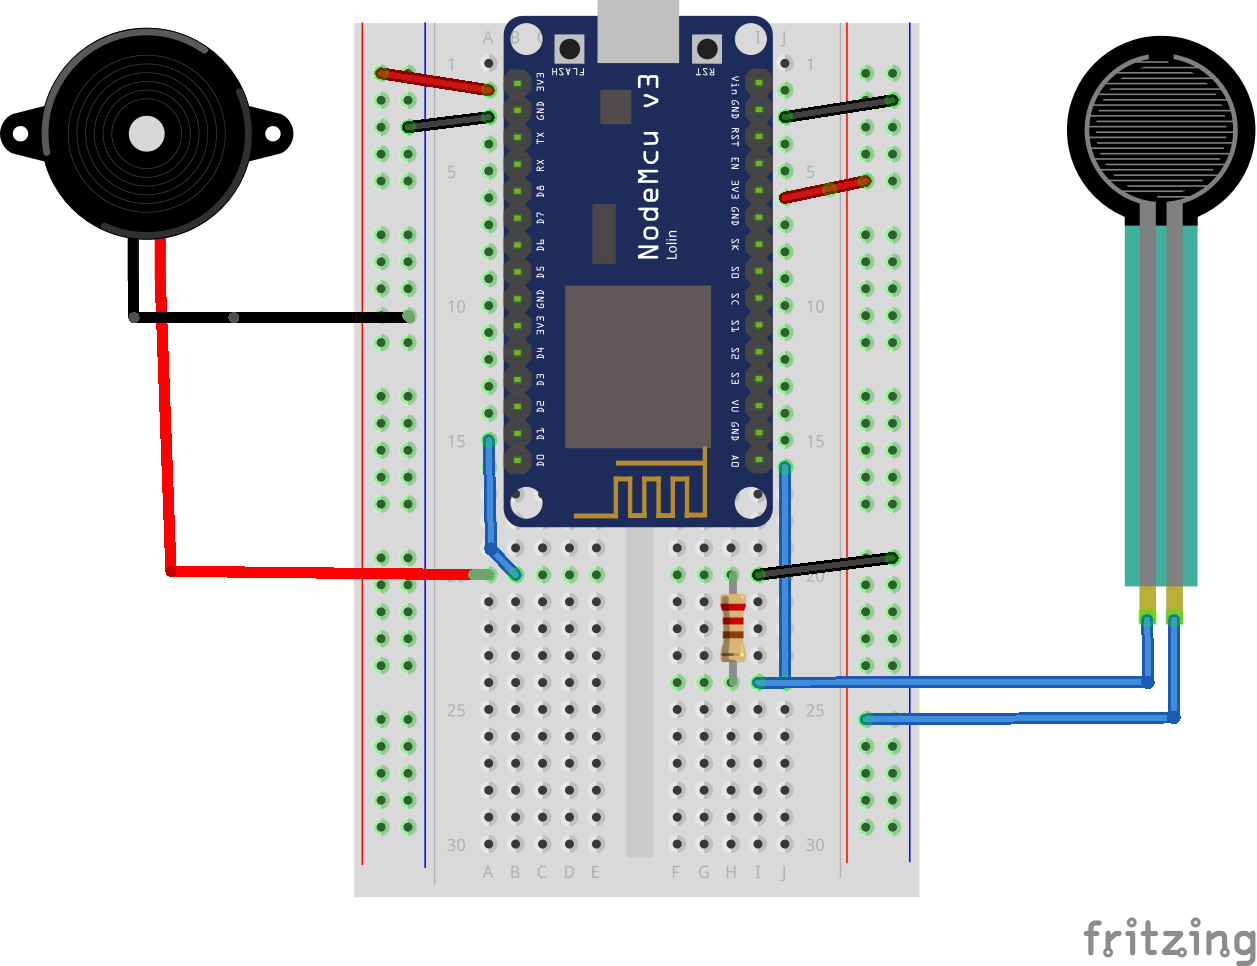 A B C I J
1 1
FLASH RST
NodeMcu v3
Lolin
3V3 Vin
GND GND
TX RST
RX EN
D8 3V3
D7 GND
D6 SK
D5 SO
GND SC
3V3 S1
D4 S2
D3 S3
D2 VU
D1 GND
D0 A0
5 5
10 10
15 15
20 20
25 25
30 30
A B C D E F G H I J
fritzing